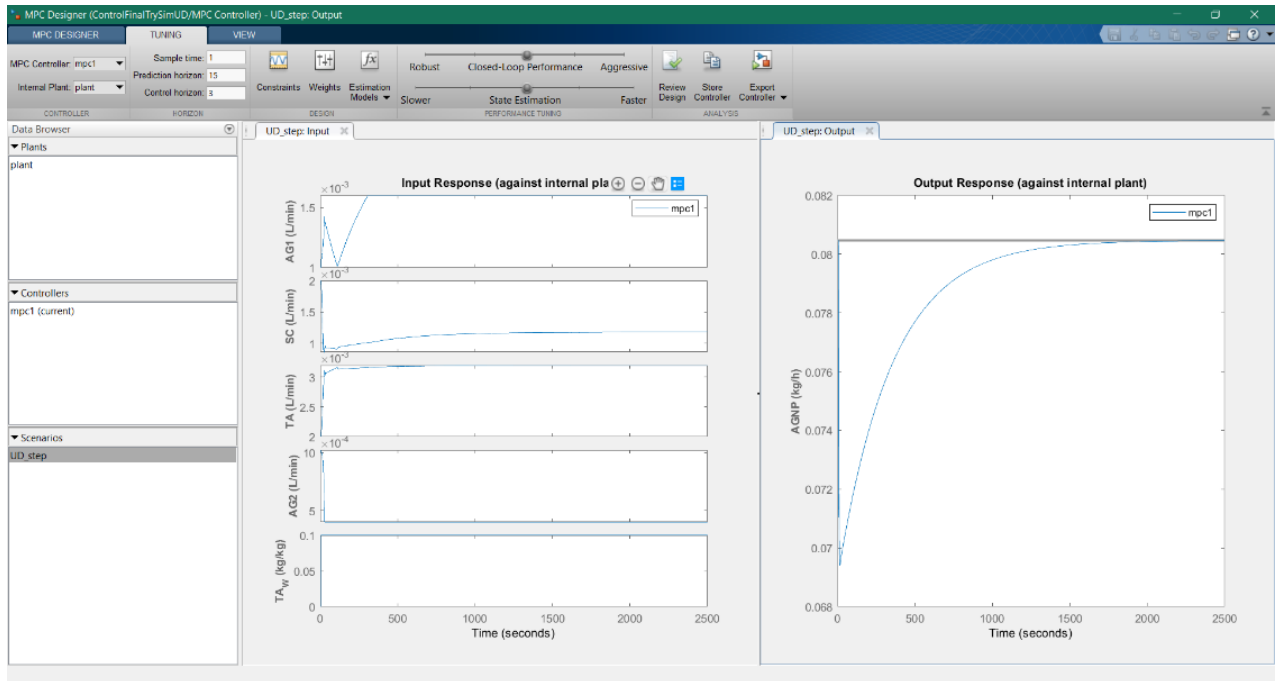 MPC Designer (ControlFinalTrySimUD/MPC Controller) - UD_step: Output
MPC DESIGNER TUNING VIEW
MPC Controller: mpc1
Internal Plant: plant
CONTROLLER
Sample time: 1
Prediction horizon: 15
Control horizon: 3
HORIZON
Constraints Weights Estimation Models
DESIGN
Robust Closed-Loop Performance Aggressive
Slower State Estimation Faster
PERFORMANCE TUNING
Review Design Store Controller Export Controller
ANALYSIS
Data Browser
Plants
plant
Controllers
mpc1 (current)
Scenarios
UD_step
UD_step: Input
Input Response (against internal pla
mpc1
×10⁻³
1.5
1
AG1 (L/min)
×10⁻³
2
1.5
1
SC (L/min)
×10⁻³
3
2.5
2
TA (L/min)
×10⁻⁴
10
5
AG2 (L/min)
0.1
0.05
0
TA_W (kg/kg)
0 500 1000 1500 2000 2500
Time (seconds)
UD_step: Output
Output Response (against internal plant)
mpc1
0.082
0.08
0.078
0.076
0.074
0.072
0.07
0.068
AGNP (kg/h)
0 500 1000 1500 2000 2500
Time (seconds)